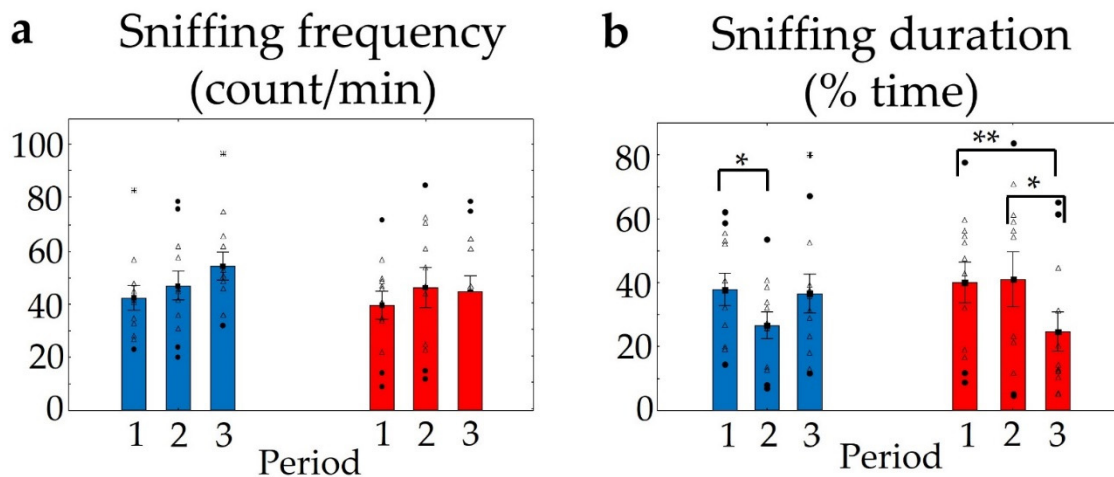 a Sniffing frequency
(count/min)
100
80
60
40
20
0
1 2 3 1 2 3
Period
b Sniffing duration
(% time)
80
60
40
20
0
*
**
*
1 2 3 1 2 3
Period